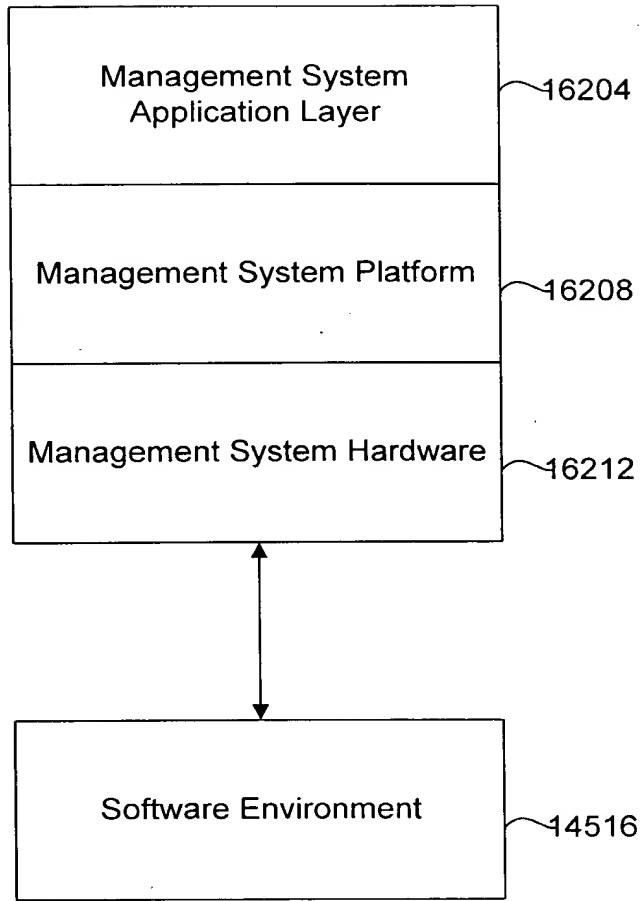 Management System
Application Layer
16204
Management System Platform
16208
Management System Hardware
16212
Software Environment
14516